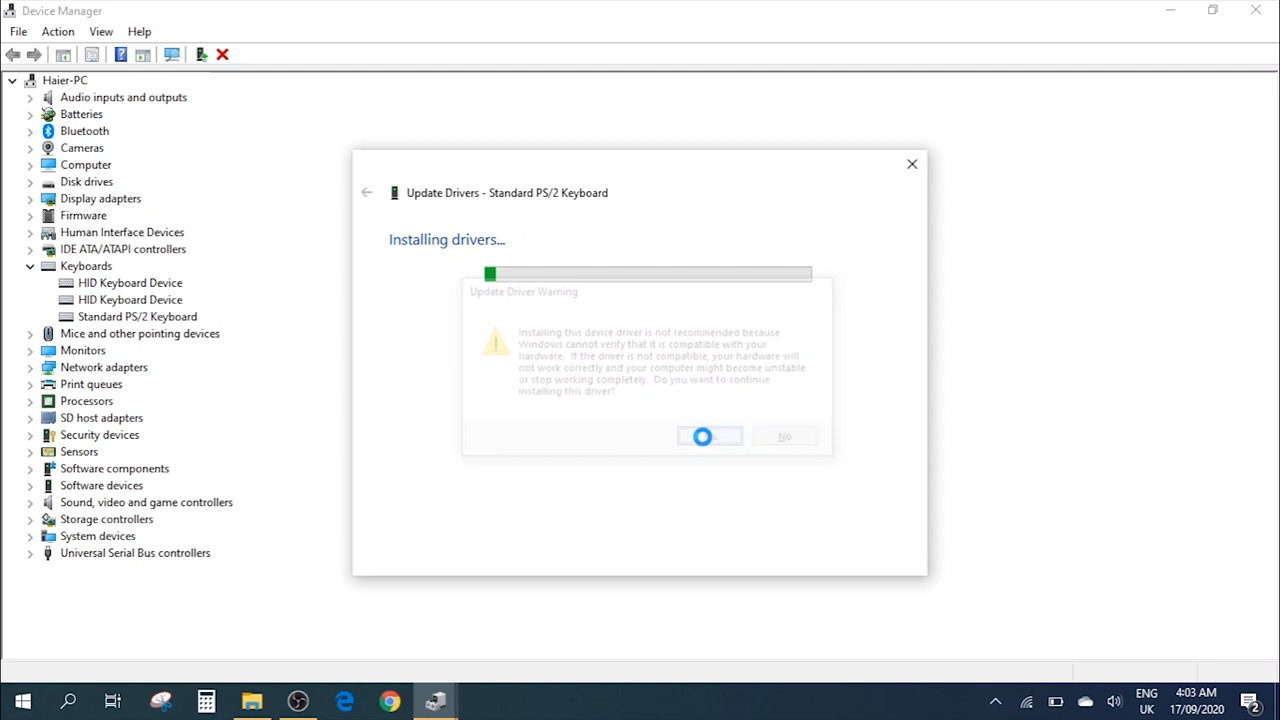 Device Manager
File Action View Help
Haier-PC
Audio inputs and outputs
Batteries
Bluetooth
Cameras
Computer
Disk drives
Display adapters
Firmware
Human Interface Devices
IDE ATA/ATAPI controllers
Keyboards
HID Keyboard Device
HID Keyboard Device
Standard PS/2 Keyboard
Mice and other pointing devices
Monitors
Network adapters
Print queues
Processors
SD host adapters
Security devices
Sensors
Software components
Software devices
Sound, video and game controllers
Storage controllers
System devices
Universal Serial Bus controllers
Update Drivers - Standard PS/2 Keyboard
Installing drivers...
Update Driver Warning
Installing this device driver is not recommended because
Windows cannot verify that it is compatible with your
hardware. If the driver is not compatible, your hardware will
not work correctly and your computer might become unstable
or stop working completely. Do you want to continue
installing this driver?
No
ENG
UK
4:03 AM
17/09/2020
2